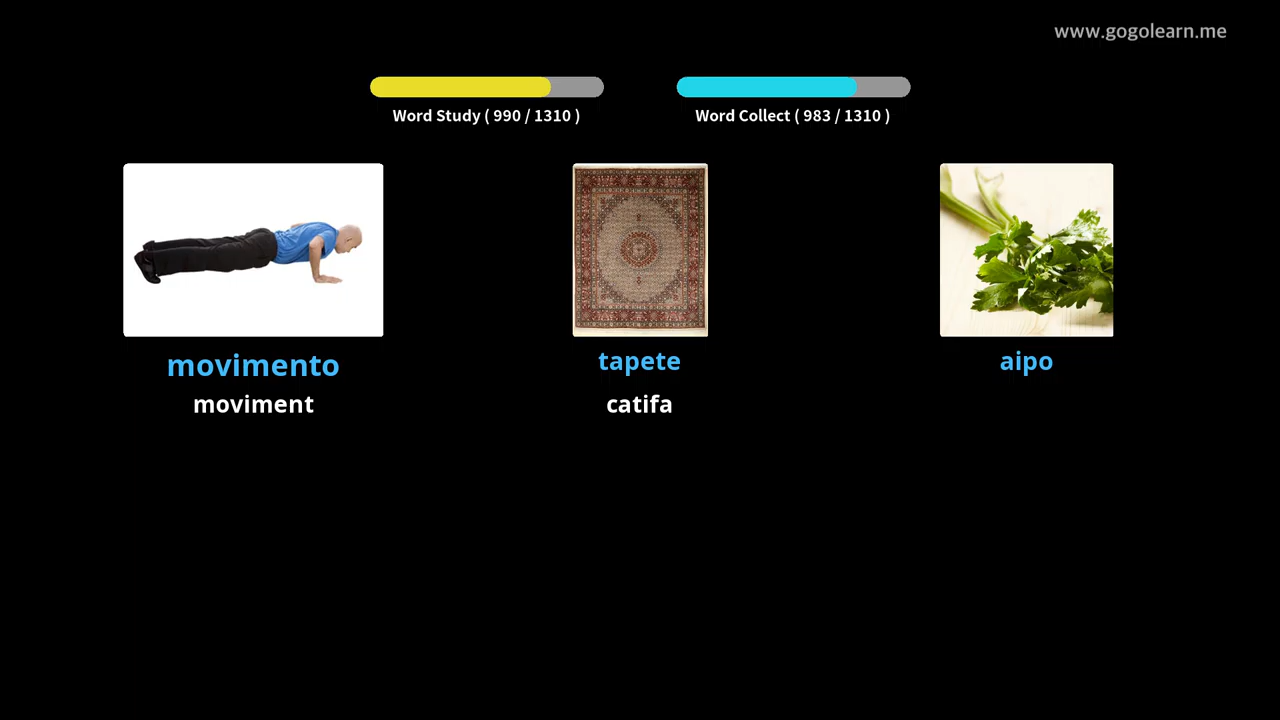 www.gogolearn.me
Word Study ( 990 / 1310 )
Word Collect ( 983 / 1310 )
movimento
moviment
tapete
catifa
aipo